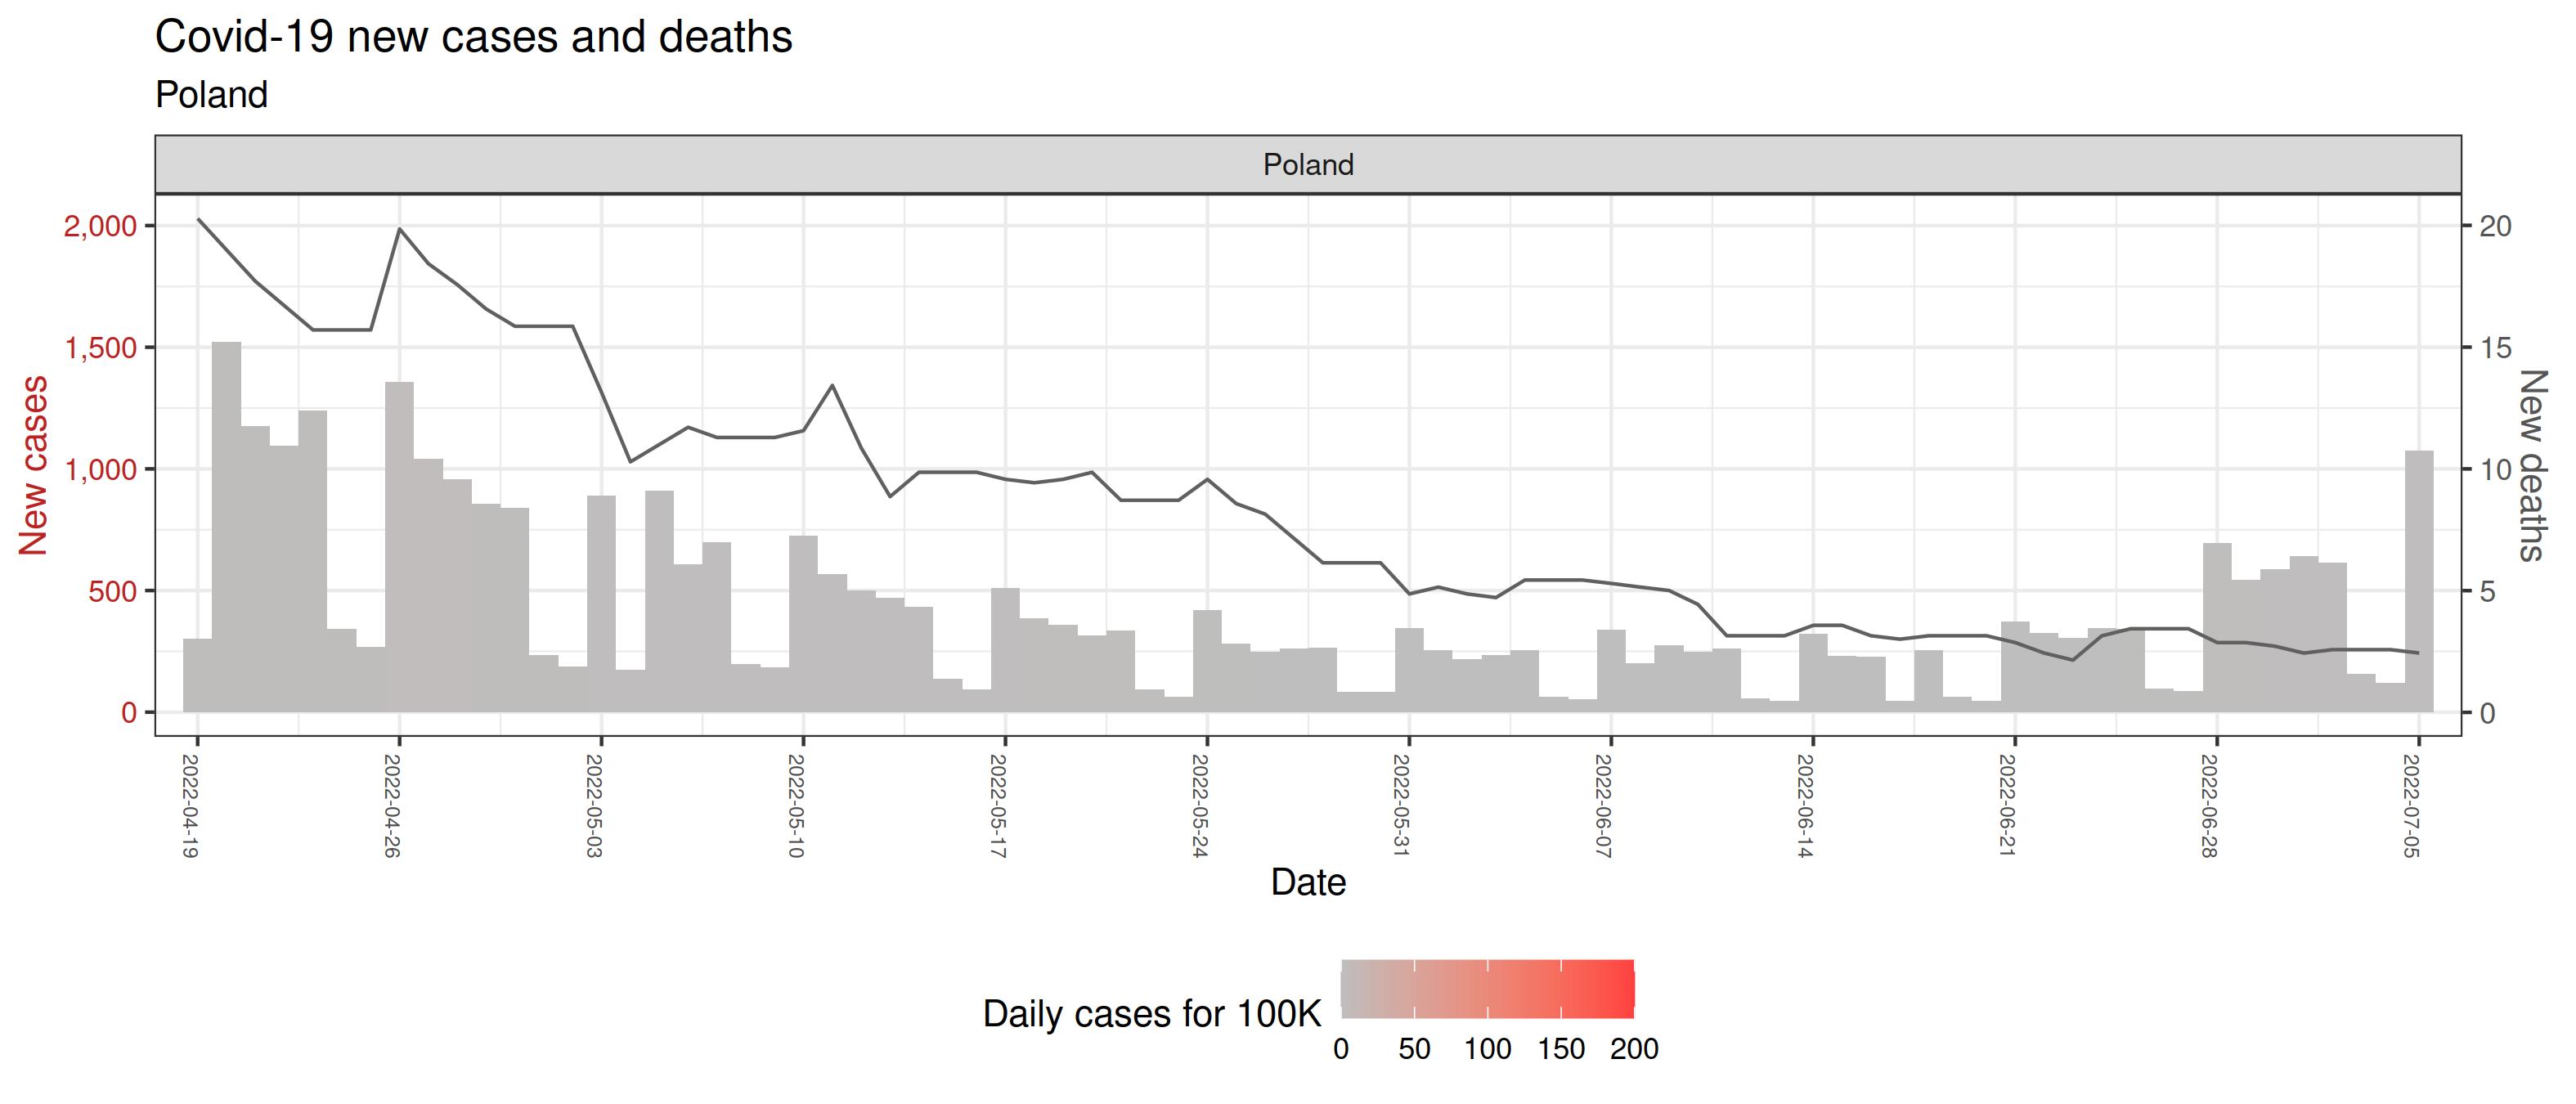 Covid-19 new cases and deaths
Poland
Poland
New cases
2,000
1,500
1,000
500
0
20
15
10
5
0
New deaths
2022-04-19
2022-04-26
2022-05-03
2022-05-10
2022-05-17
2022-05-24
2022-05-31
2022-06-07
2022-06-14
2022-06-21
2022-06-28
2022-07-05
Date
Daily cases for 100K
0 50 100 150 200